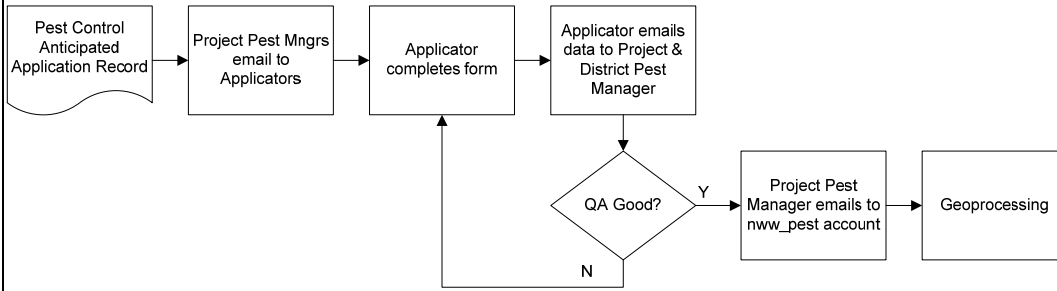 Pest Control
Anticipated
Application Record
Project Pest Mngrs
email to
Applicators
Applicator
completes form
Applicator emails
data to Project &
District Pest
Manager
QA Good?
Y
N
Project Pest
Manager emails to
nww_pest account
Geoprocessing